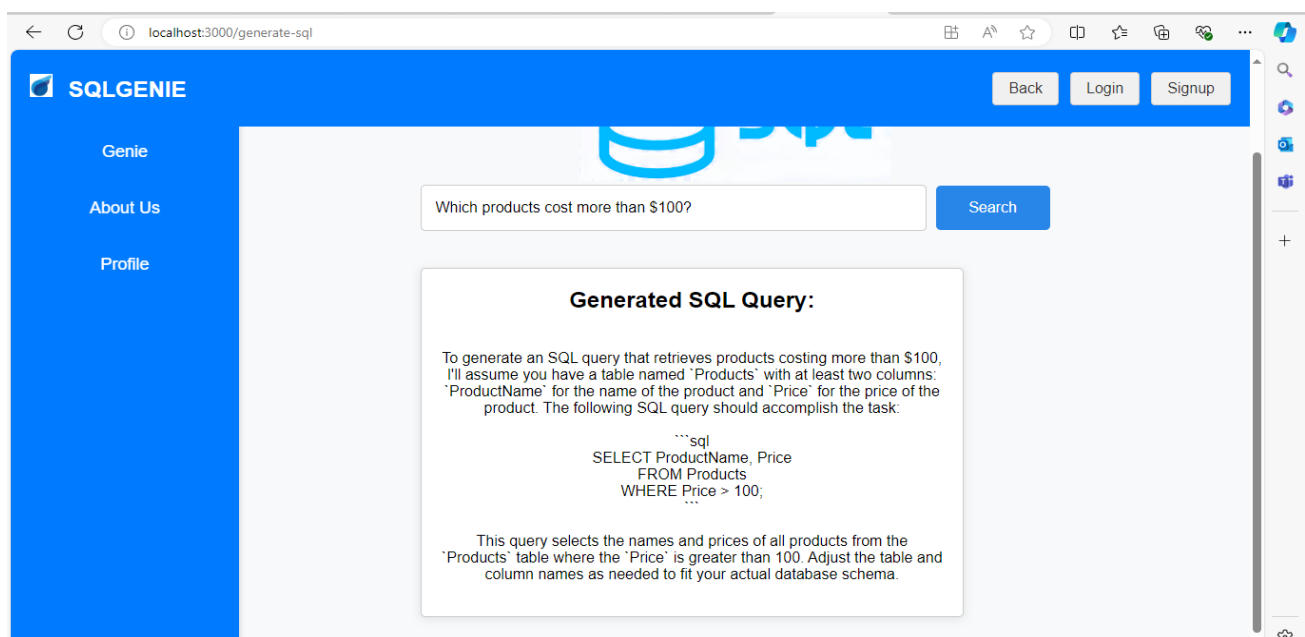 localhost:3000/generate-sql
SQLGENIE
Back
Login
Signup
Genie
About Us
Profile
Which products cost more than $100?
Search
Generated SQL Query:
To generate an SQL query that retrieves products costing more than $100,
I'll assume you have a table named `Products` with at least two columns:
`ProductName` for the name of the product and `Price` for the price of the
product. The following SQL query should accomplish the task:
```sql
SELECT ProductName, Price
FROM Products
WHERE Price > 100;
```
This query selects the names and prices of all products from the
`Products` table where the `Price` is greater than 100. Adjust the table and
column names as needed to fit your actual database schema.